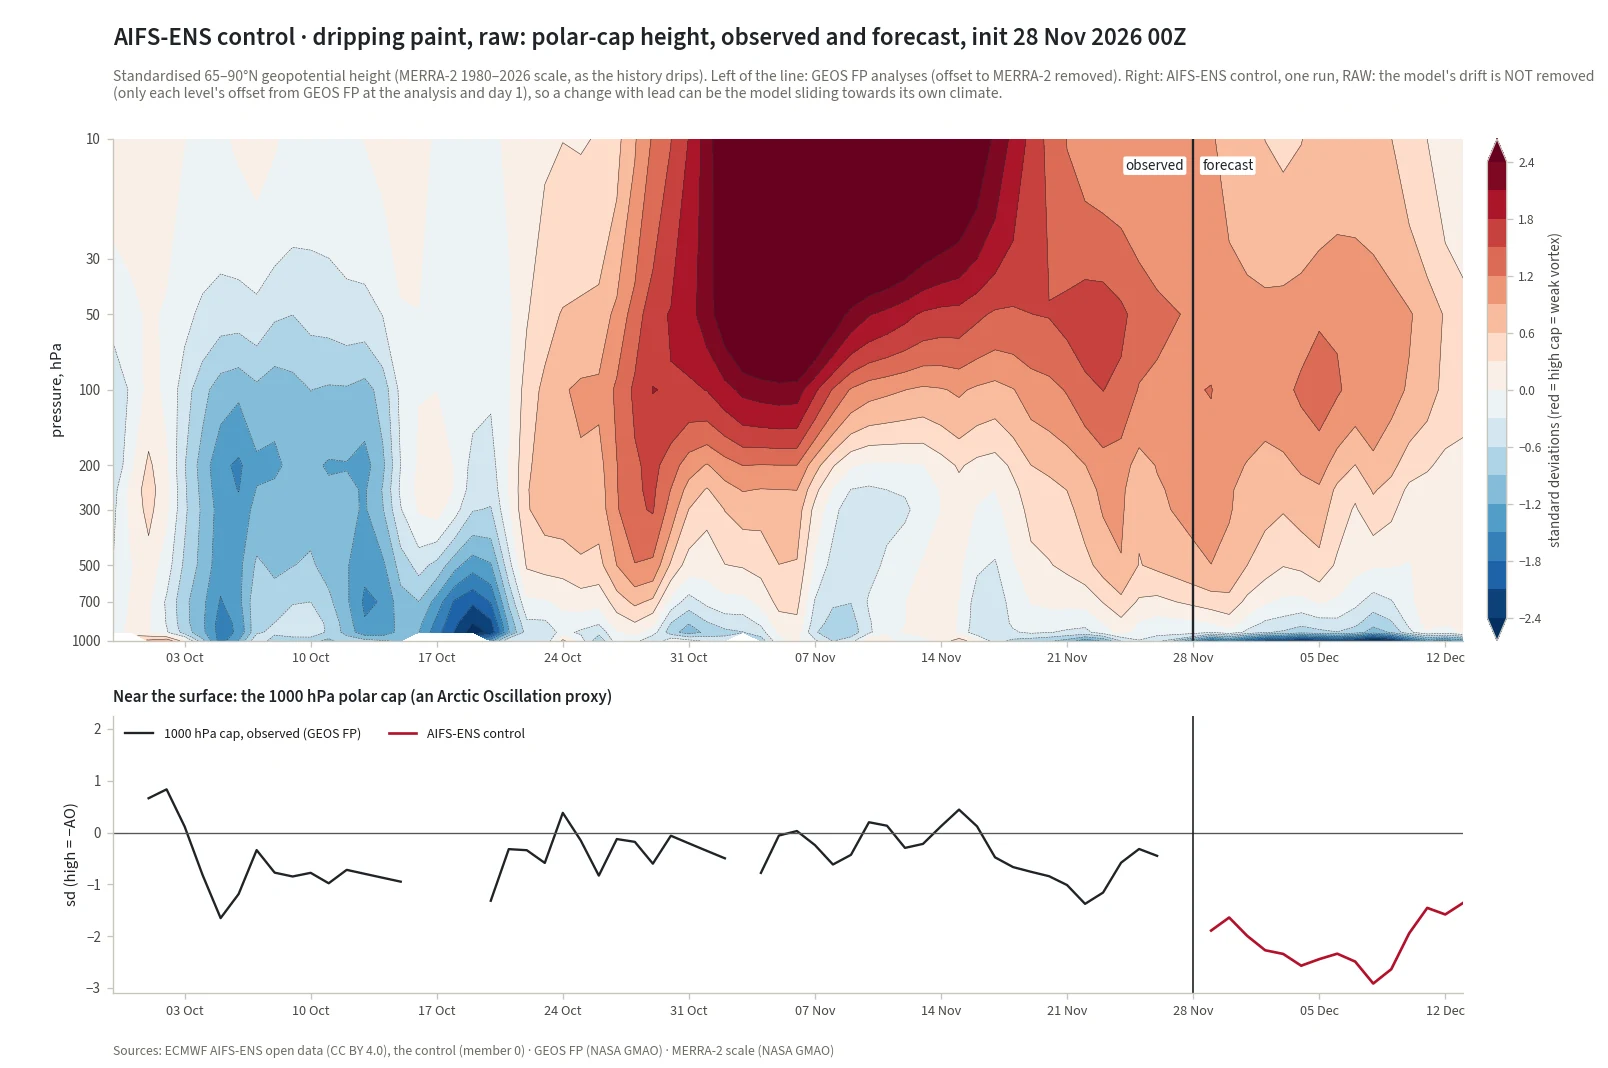 AIFS-ENS control · dripping paint, raw: polar-cap height, observed and forecast, init 28 Nov 2026 00Z
Standardised 65–90°N geopotential height (MERRA-2 1980–2026 scale, as the history drips). Left of the line: GEOS FP analyses (offset to MERRA-2 removed). Right: AIFS-ENS control, one run, RAW: the model's drift is NOT removed
(only each level's offset from GEOS FP at the analysis and day 1), so a change with lead can be the model sliding towards its own climate.
pressure, hPa
10
30
50
100
200
300
500
700
1000
observed
forecast
03 Oct
10 Oct
17 Oct
24 Oct
31 Oct
07 Nov
14 Nov
21 Nov
28 Nov
05 Dec
12 Dec
2.4
1.8
1.2
0.6
0.0
−0.6
−1.2
−1.8
−2.4
standard deviations (red = high cap = weak vortex)
Near the surface: the 1000 hPa polar cap (an Arctic Oscillation proxy)
1000 hPa cap, observed (GEOS FP)
AIFS-ENS control
sd (high = −AO)
2
1
0
−1
−2
−3
03 Oct
10 Oct
17 Oct
24 Oct
31 Oct
07 Nov
14 Nov
21 Nov
28 Nov
05 Dec
12 Dec
Sources: ECMWF AIFS-ENS open data (CC BY 4.0), the control (member 0) · GEOS FP (NASA GMAO) · MERRA-2 scale (NASA GMAO)